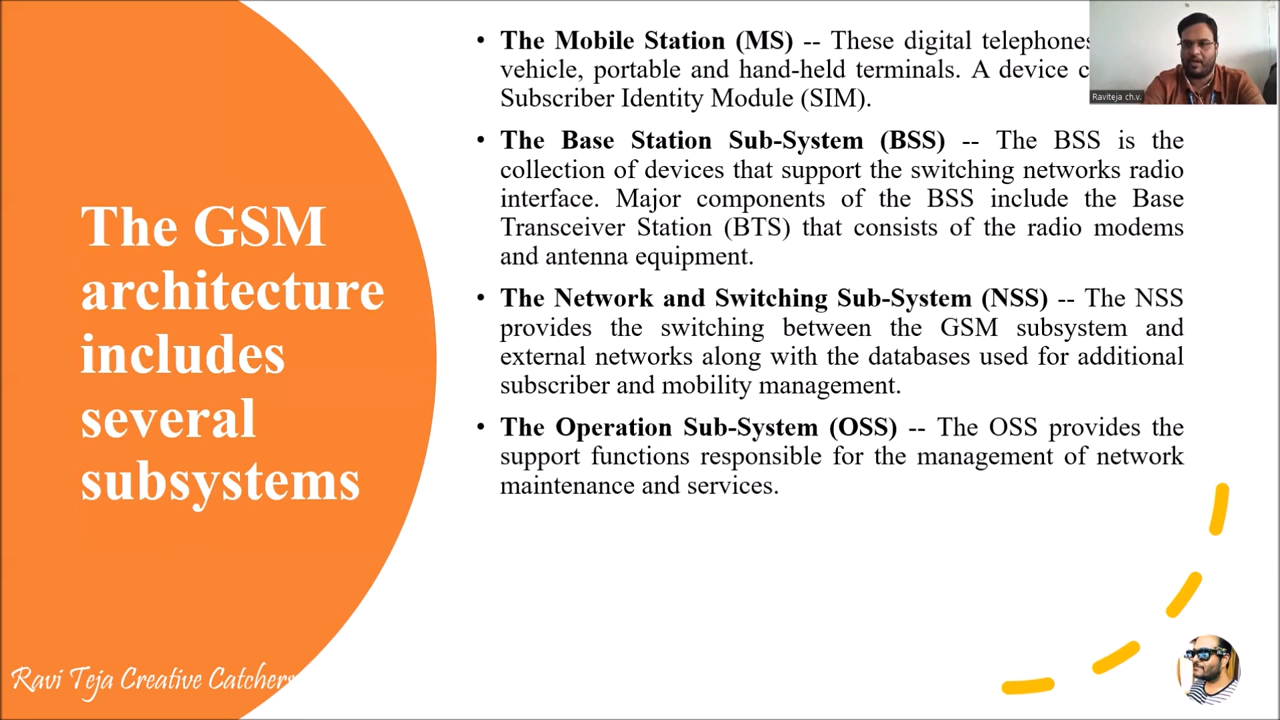 The GSM
architecture
includes
several
subsystems
• The Mobile Station (MS) -- These digital telephones
vehicle, portable and hand-held terminals. A device
Subscriber Identity Module (SIM).
• The Base Station Sub-System (BSS) -- The BSS is the
collection of devices that support the switching networks radio
interface. Major components of the BSS include the Base
Transceiver Station (BTS) that consists of the radio modems
and antenna equipment.
• The Network and Switching Sub-System (NSS) -- The NSS
provides the switching between the GSM subsystem and
external networks along with the databases used for additional
subscriber and mobility management.
• The Operation Sub-System (OSS) -- The OSS provides the
support functions responsible for the management of network
maintenance and services.
Raviteja ch.v.
Ravi Teja Creative Catchers